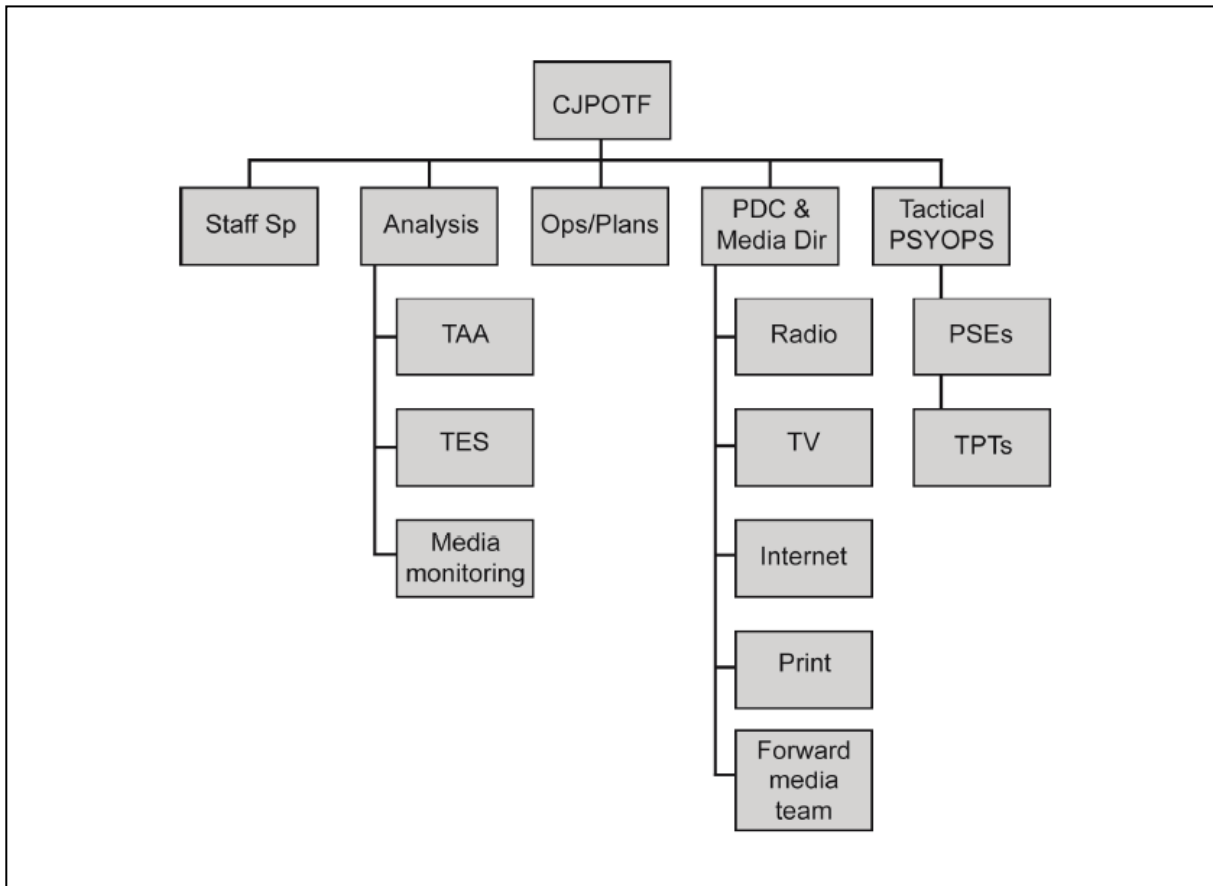 CJPOTF
Staff Sp
Analysis
Ops/Plans
PDC &
Media Dir
Tactical
PSYOPS
TAA
TES
Media
monitoring
Radio
TV
Internet
Print
Forward
media
team
PSEs
TPTs